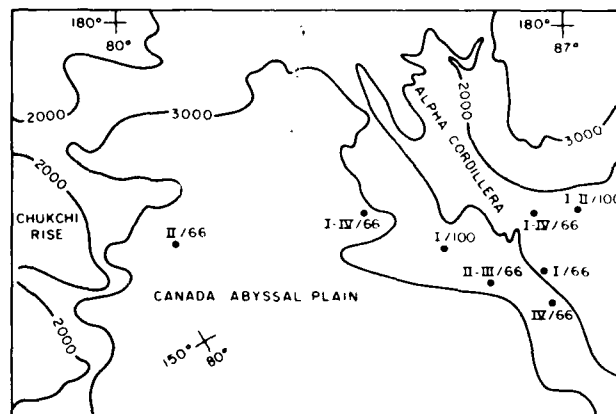 180°
80°
180°
87°
2000
3000
ALPHA CORDILLERA
2000
3000
2000
CHUKCHI
RISE
II/66
I-IV/66
I II/100
I-IV/66
I/100
II-III/66
I/66
IV/66
CANADA ABYSSAL PLAIN
2000
150°
80°